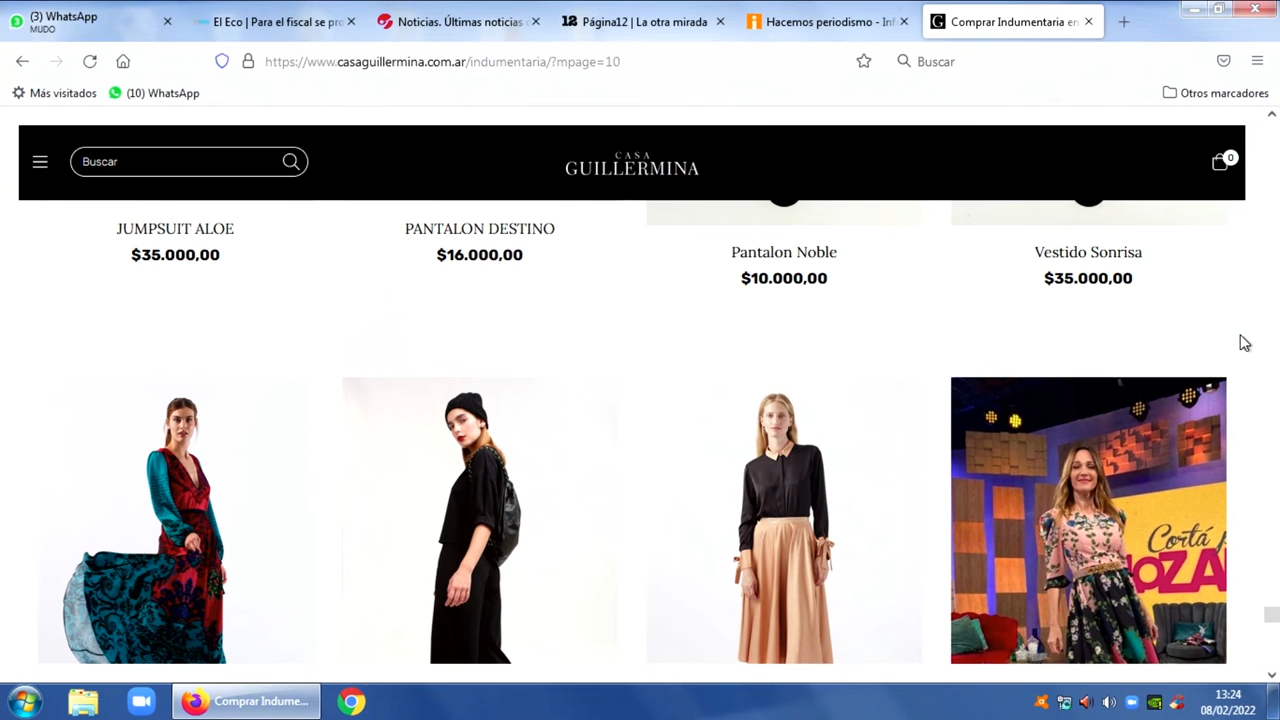 (3) WhatsApp
MUDO
El Eco | Para el fiscal se pro
Noticias. Últimas noticias
Página12 | La otra mirada
Hacemos periodismo - Inf
Comprar Indumentaria en
https://www.casaguillermina.com.ar/indumentaria/?mpage=10
Buscar
Más visitados
(10) WhatsApp
Otros marcadores
Buscar
CASA
GUILLERMINA
0
JUMPSUIT ALOE
$35.000,00
PANTALON DESTINO
$16.000,00
Pantalon Noble
$10.000,00
Vestido Sonrisa
$35.000,00
Cortá
NOZA
Comprar Indume...
13:24
08/02/2022